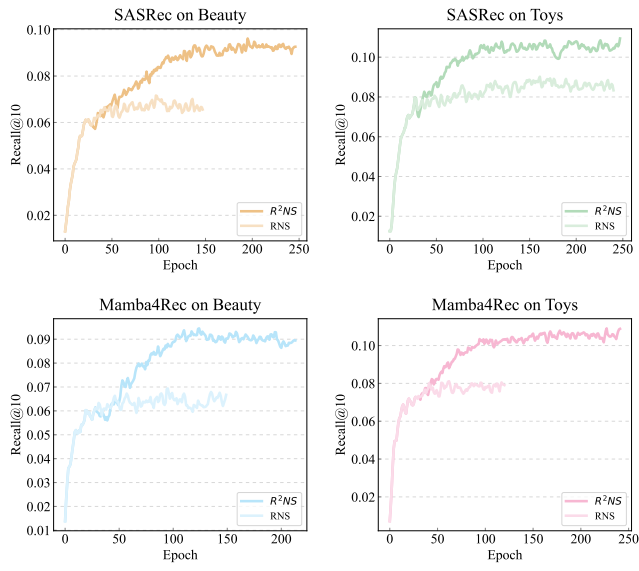 SASRec on Beauty
0.10
0.08
0.06
0.04
0.02
Recall@10
0 50 100 150 200 250
Epoch
R²NS
RNS
SASRec on Toys
0.10
0.08
0.06
0.04
0.02
Recall@10
0 50 100 150 200 250
Epoch
R²NS
RNS
Mamba4Rec on Beauty
0.09
0.08
0.07
0.06
0.05
0.04
0.03
0.02
0.01
Recall@10
0 50 100 150 200
Epoch
R²NS
RNS
Mamba4Rec on Toys
0.10
0.08
0.06
0.04
0.02
Recall@10
0 50 100 150 200 250
Epoch
R²NS
RNS